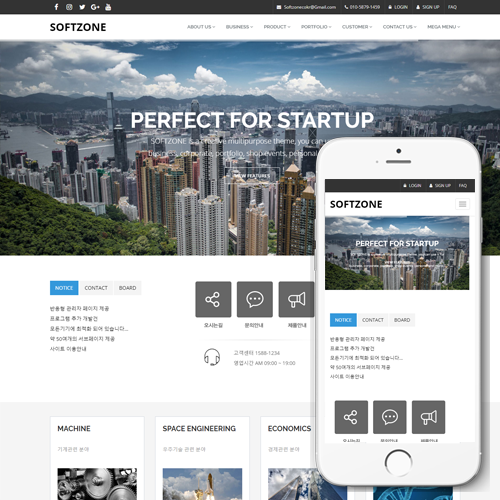 Softzonecokr@Gmail.com 010-5879-1459 LOGIN SIGN UP FAQ
SOFTZONE
ABOUT US BUSINESS PRODUCT PORTFOLIO CUSTOMER CONTACT US MEGA MENU
PERFECT FOR STARTUP
SOFTZONE is a creative multipurpose theme, you can
business, corporate, portfolio, shop events, personal
NEW FEATURES
NOTICE CONTACT BOARD
반응형 관리자 페이지 제공
프로그램 추가 개발건
모든기기에 최적화 되어 있습니다...
약 50여개의 서브페이지 제공
사이트 이용안내
오시는길 문의안내 제품안내
고객센터 1588-1234
영업시간 AM 09:00 ~ 19:00
MACHINE
기계관련 분야
SPACE ENGINEERING
우주기술 관련 분야
ECONOMICS
경제관련 분야
LOGIN SIGN UP FAQ
SOFTZONE
PERFECT FOR STARTUP
NEW FEATURES
NOTICE CONTACT BOARD
반응형 관리자 페이지 제공
프로그램 추가 개발건
모든기기에 최적화 되어 있습니다...
약 50여개의 서브페이지 제공
사이트 이용안내
오시는길 문의안내 제품안내